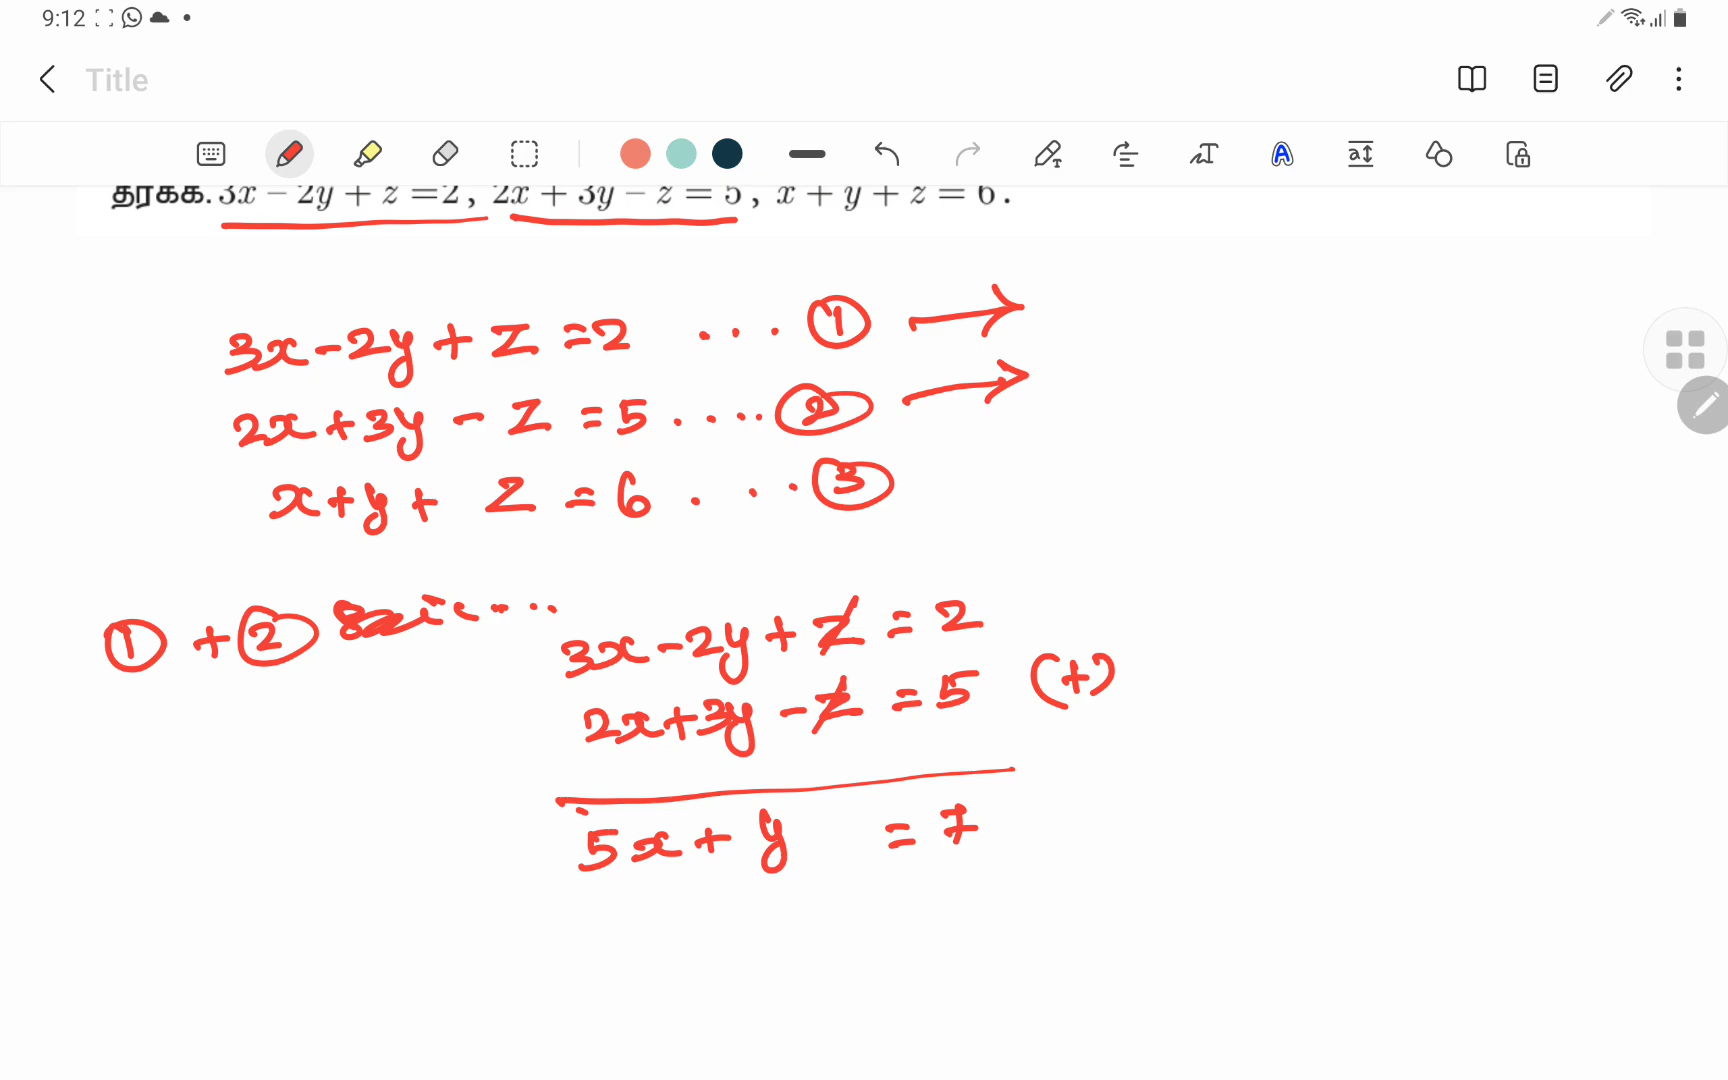 9:12
Title
தீர்க்க. 3x − 2y + z = 2, 2x + 3y − z = 5, x + y + z = 6.
3x - 2y + z = 2 ... 1
2x + 3y - z = 5 .... 2
x + y + z = 6 ... 3
1 + 2
3x - 2y + z = 2
2x + 3y - z = 5 (+)
5x + y = 7